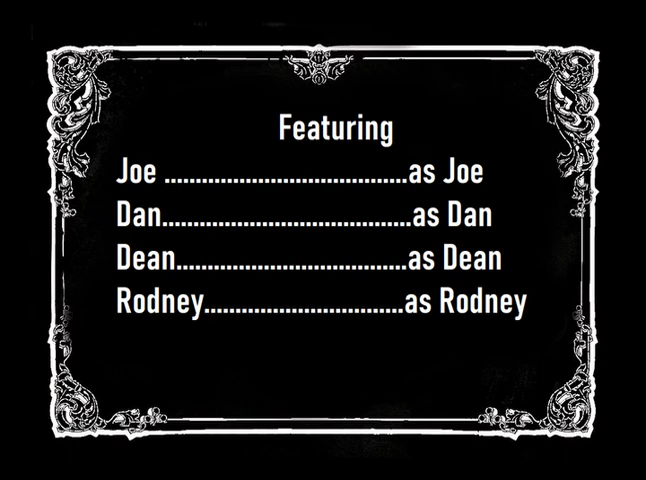 Featuring
Joe .......................................as Joe
Dan........................................as Dan
Dean.....................................as Dean
Rodney................................as Rodney